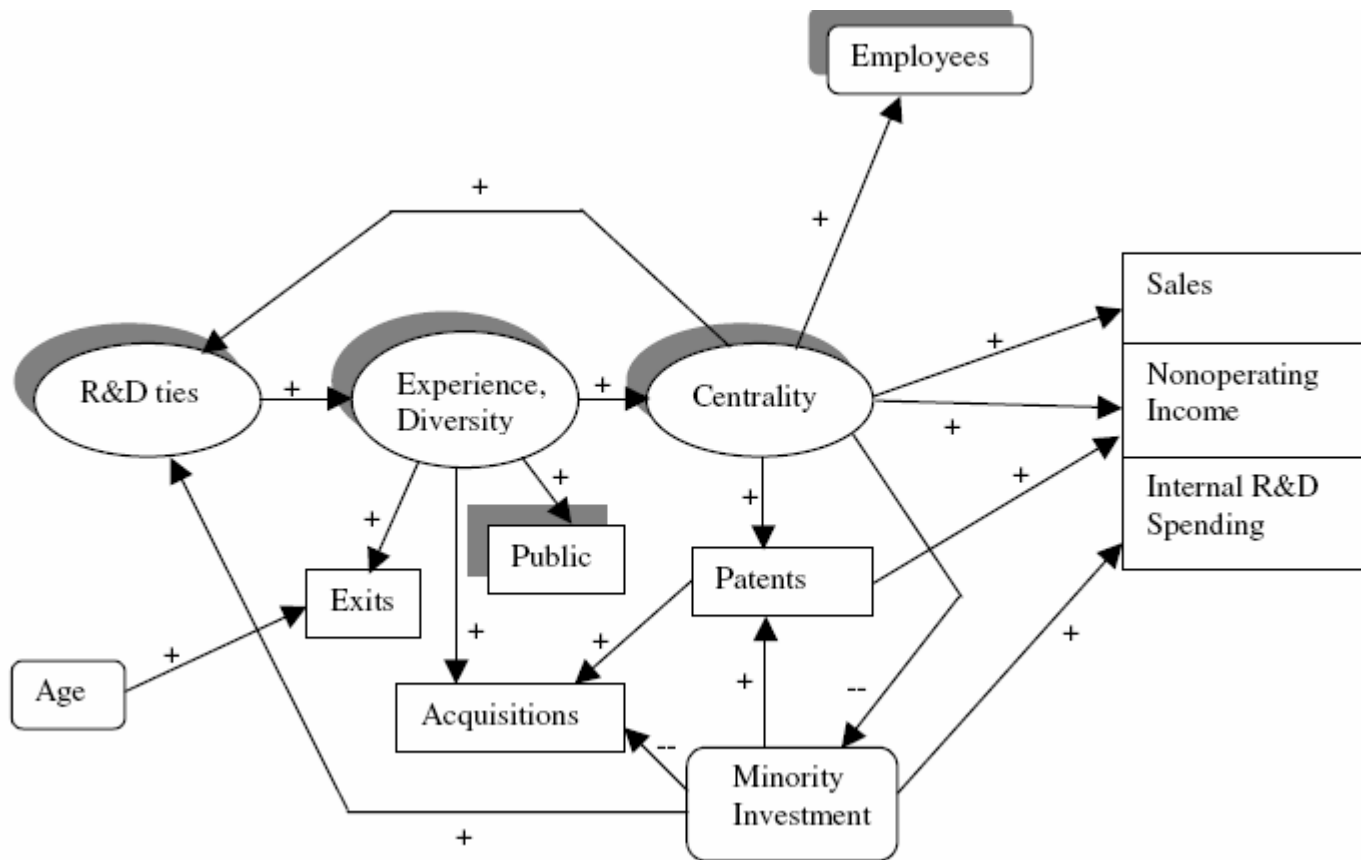 Employees
+
+
Sales
+
R&D ties
+
Experience,
Diversity
+
Centrality
+
Nonoperating
Income
+
+
+
+
Internal R&D
Spending
+
Public
Patents
Exits
+
+
+
+
Age
+
--
Acquisitions
--
Minority
Investment
+